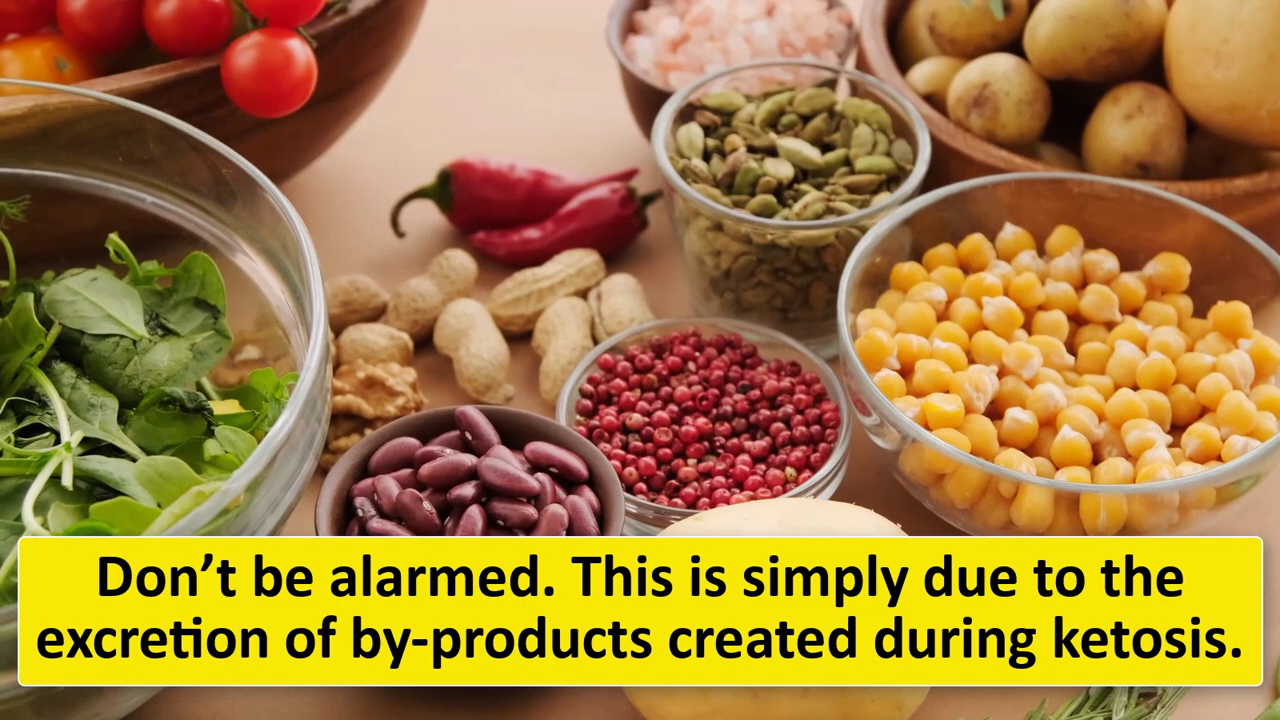 Don’t be alarmed. This is simply due to the
excretion of by-products created during ketosis.